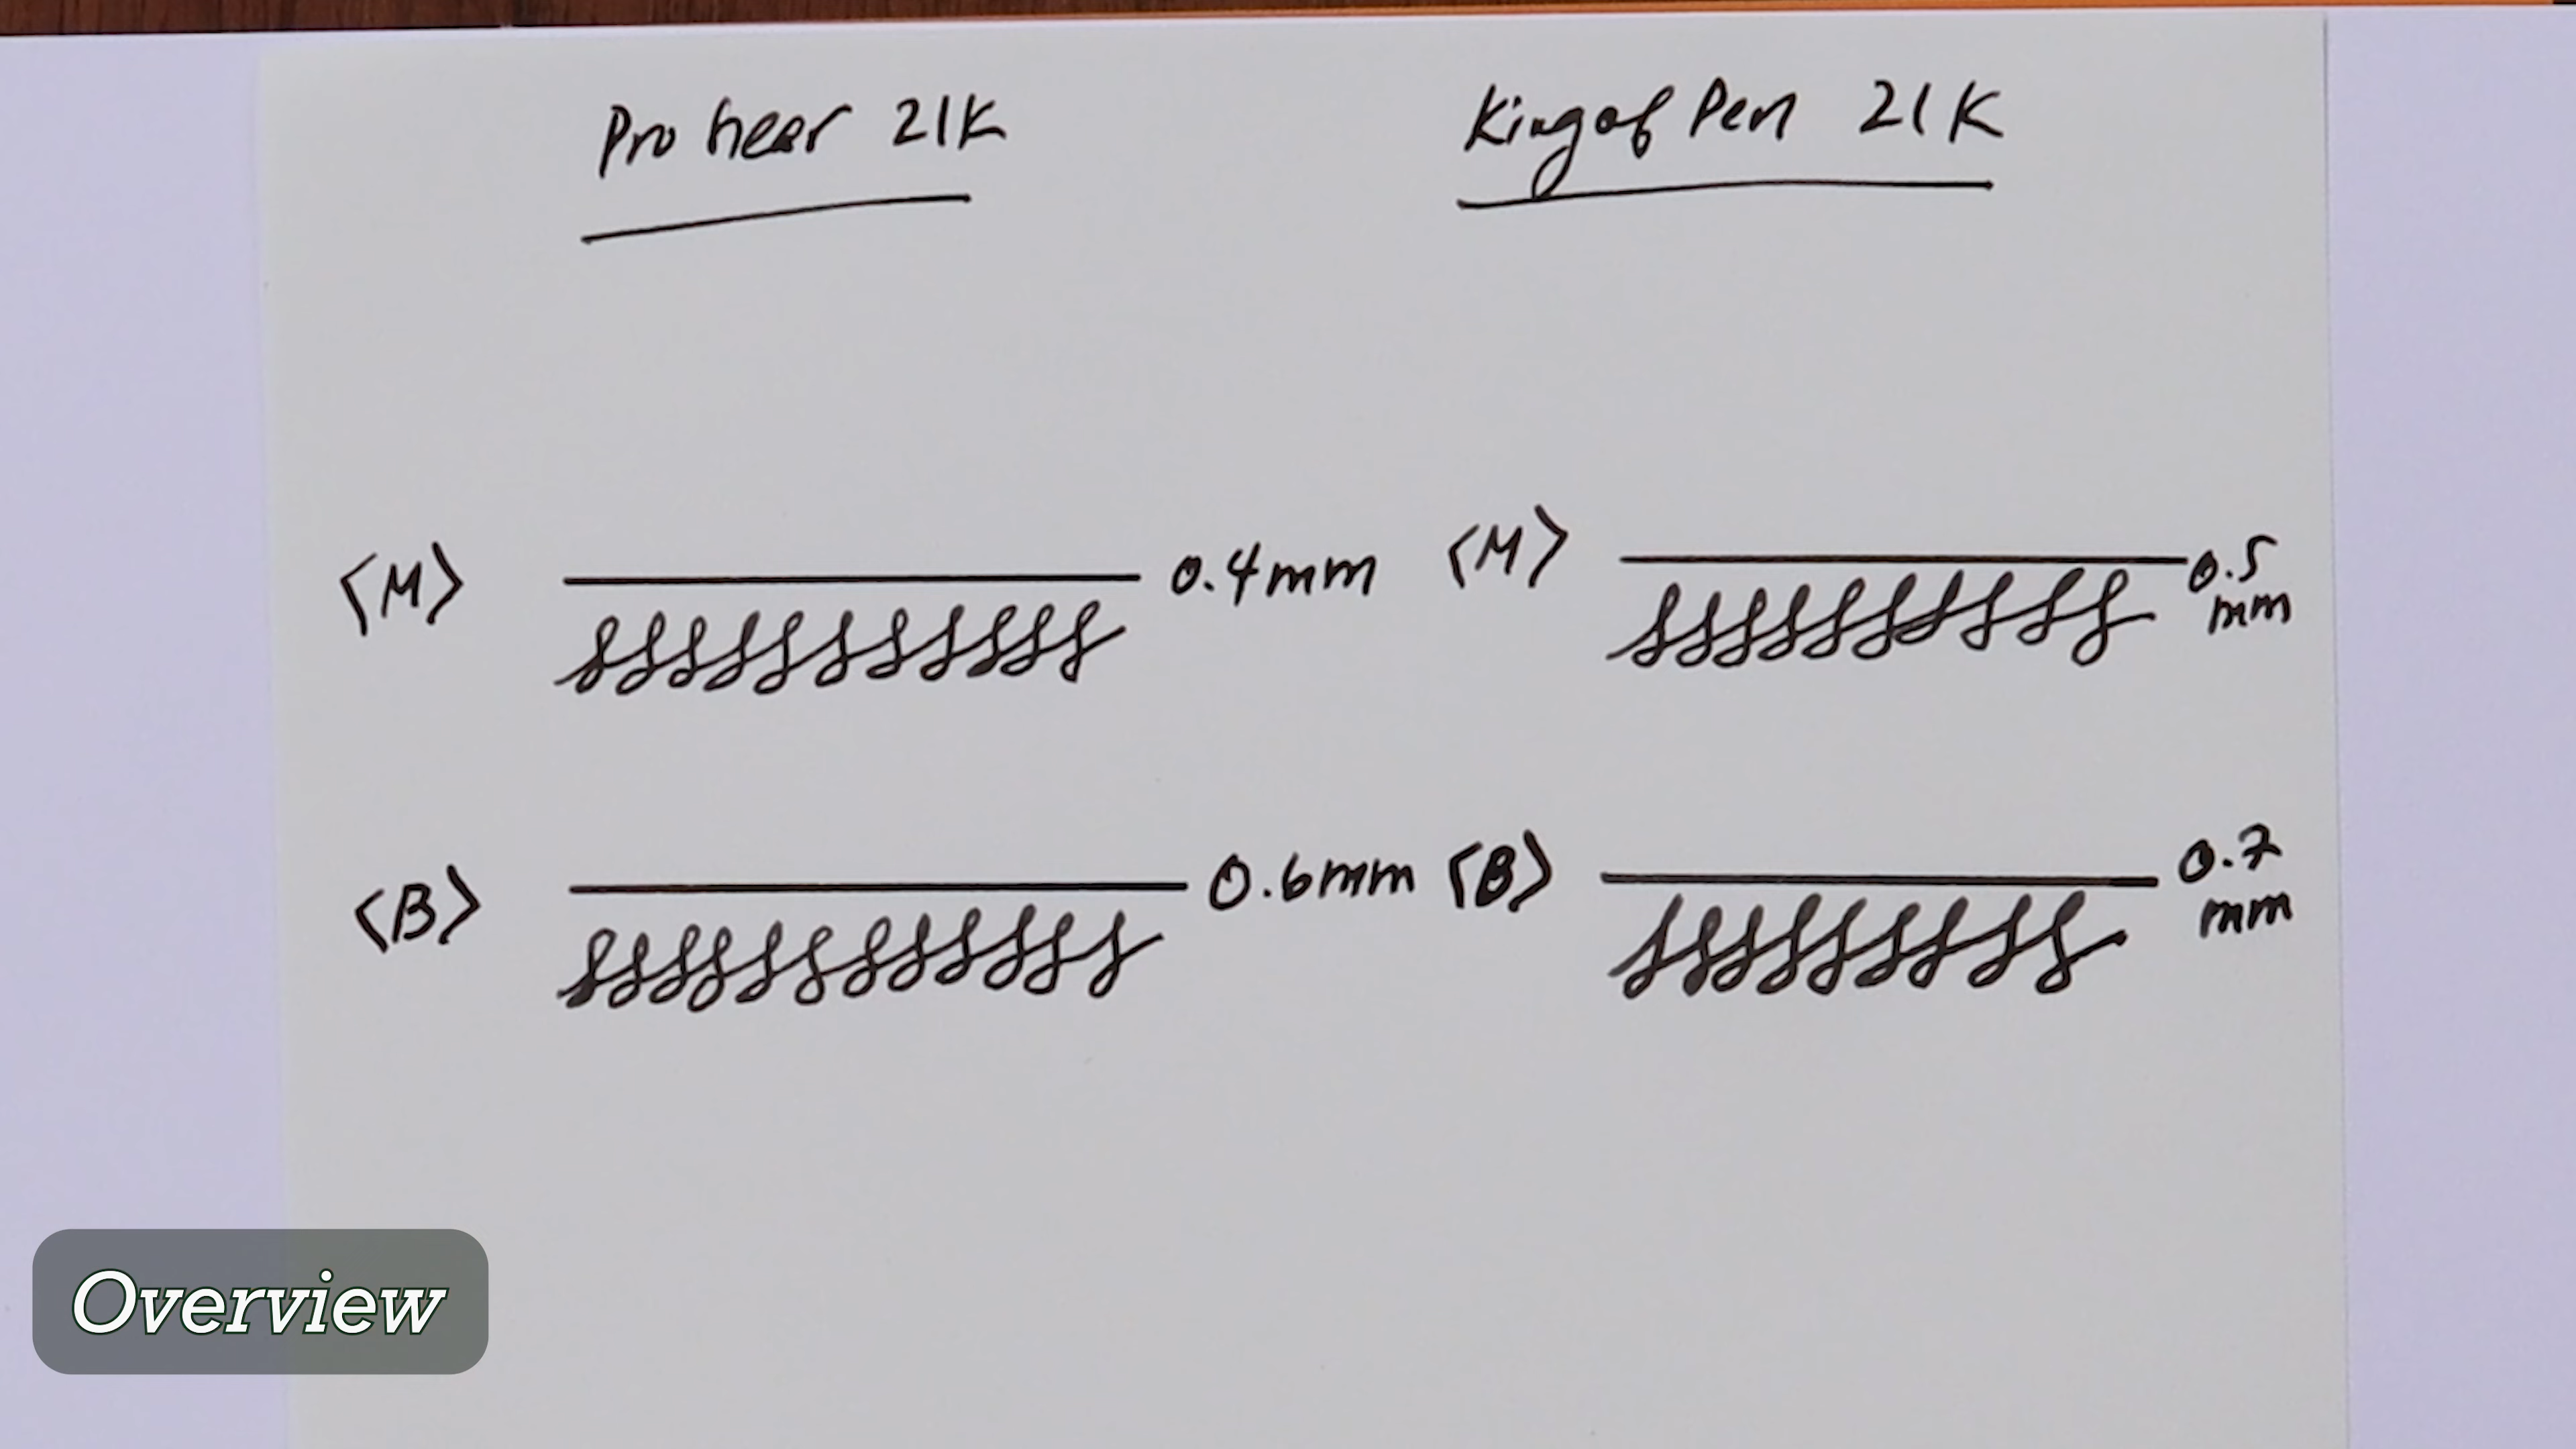 Pro Gear 21K
King of Pen 21K
<M>
0.4mm
<M>
0.5
mm
<B>
0.6mm
<B>
0.7
mm
Overview